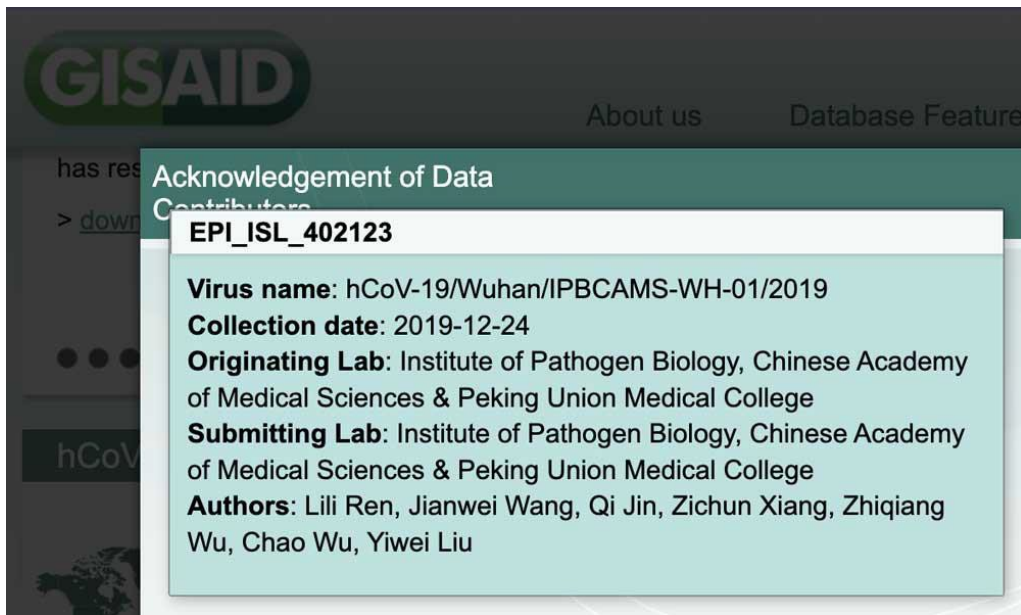 GISAID
About us Database Feature
has res
Acknowledgement of Data
Contributors
> down
EPI_ISL_402123
Virus name: hCoV-19/Wuhan/IPBCAMS-WH-01/2019
Collection date: 2019-12-24
Originating Lab: Institute of Pathogen Biology, Chinese Academy
of Medical Sciences & Peking Union Medical College
Submitting Lab: Institute of Pathogen Biology, Chinese Academy
of Medical Sciences & Peking Union Medical College
hCoV
Authors: Lili Ren, Jianwei Wang, Qi Jin, Zichun Xiang, Zhiqiang
Wu, Chao Wu, Yiwei Liu